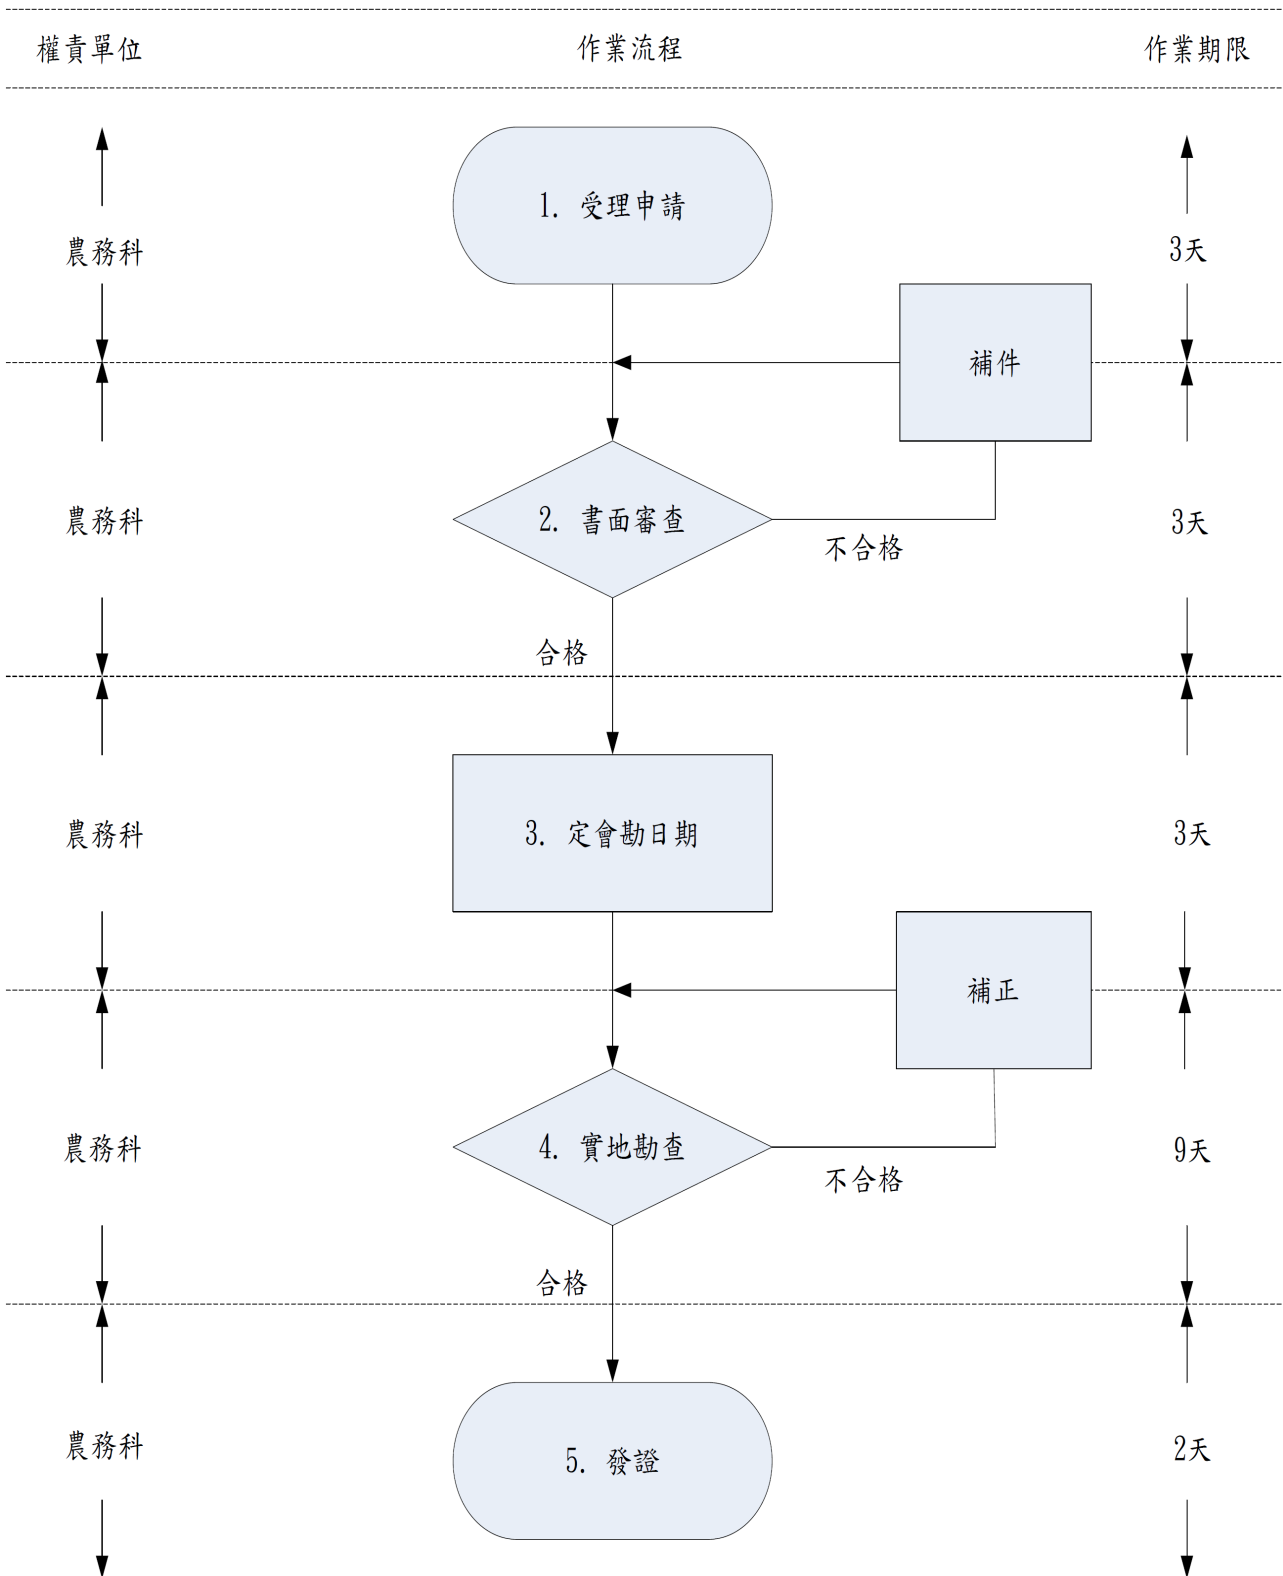 權責單位
作業流程
作業期限
1. 受理申請
農務科
3天
補件
農務科
2. 書面審查
3天
不合格
合格
農務科
3. 定會勘日期
3天
補正
農務科
4. 實地勘查
9天
不合格
合格
農務科
5. 發證
2天